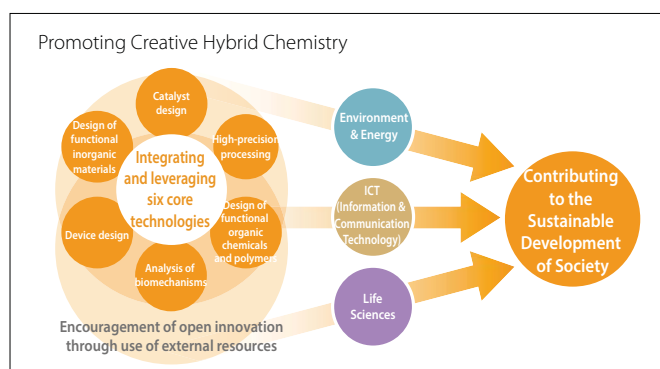 Promoting Creative Hybrid Chemistry
Catalyst
design
Design of
functional
inorganic
materials
High-precision
processing
Integrating
and leveraging
six core
technologies
Device design
Design of
functional
organic
chemicals
and polymers
Analysis of
biomechanisms
Encouragement of open innovation
through use of external resources
Environment
& Energy
ICT
(Information &
Communication
Technology)
Life
Sciences
Contributing
to the
Sustainable
Development
of Society